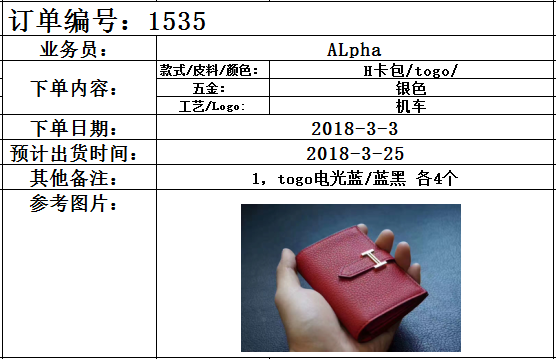 订单编号：1535
业务员： ALpha
下单内容： 款式/皮料/颜色： H卡包/togo/
五金： 银色
工艺/Logo: 机车
下单日期： 2018-3-3
预计出货时间： 2018-3-25
其他备注： 1，togo电光蓝/蓝黑 各4个
参考图片：